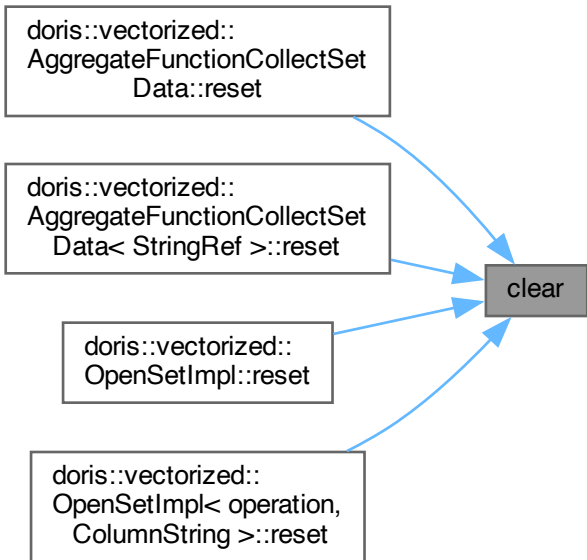 doris::vectorized::
AggregateFunctionCollectSet
Data::reset
doris::vectorized::
AggregateFunctionCollectSet
Data< StringRef >::reset
clear
doris::vectorized::
OpenSetImpl::reset
doris::vectorized::
OpenSetImpl< operation,
ColumnString >::reset